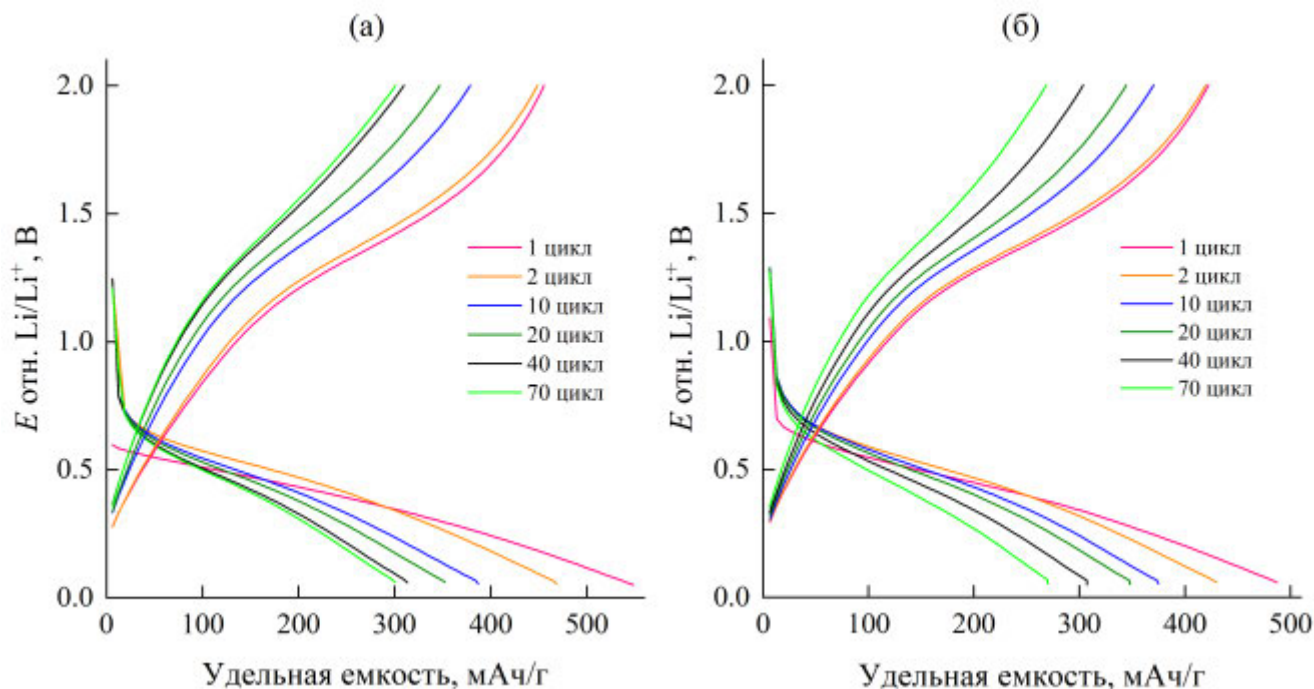 (а)
2.0
1.5
1.0
0.5
0.0
E отн. Li/Li⁺, В
1 цикл
2 цикл
10 цикл
20 цикл
40 цикл
70 цикл
0 100 200 300 400 500
Удельная емкость, мАч/г
(б)
2.0
1.5
1.0
0.5
0.0
E отн. Li/Li⁺, В
1 цикл
2 цикл
10 цикл
20 цикл
40 цикл
70 цикл
0 100 200 300 400 500
Удельная емкость, мАч/г